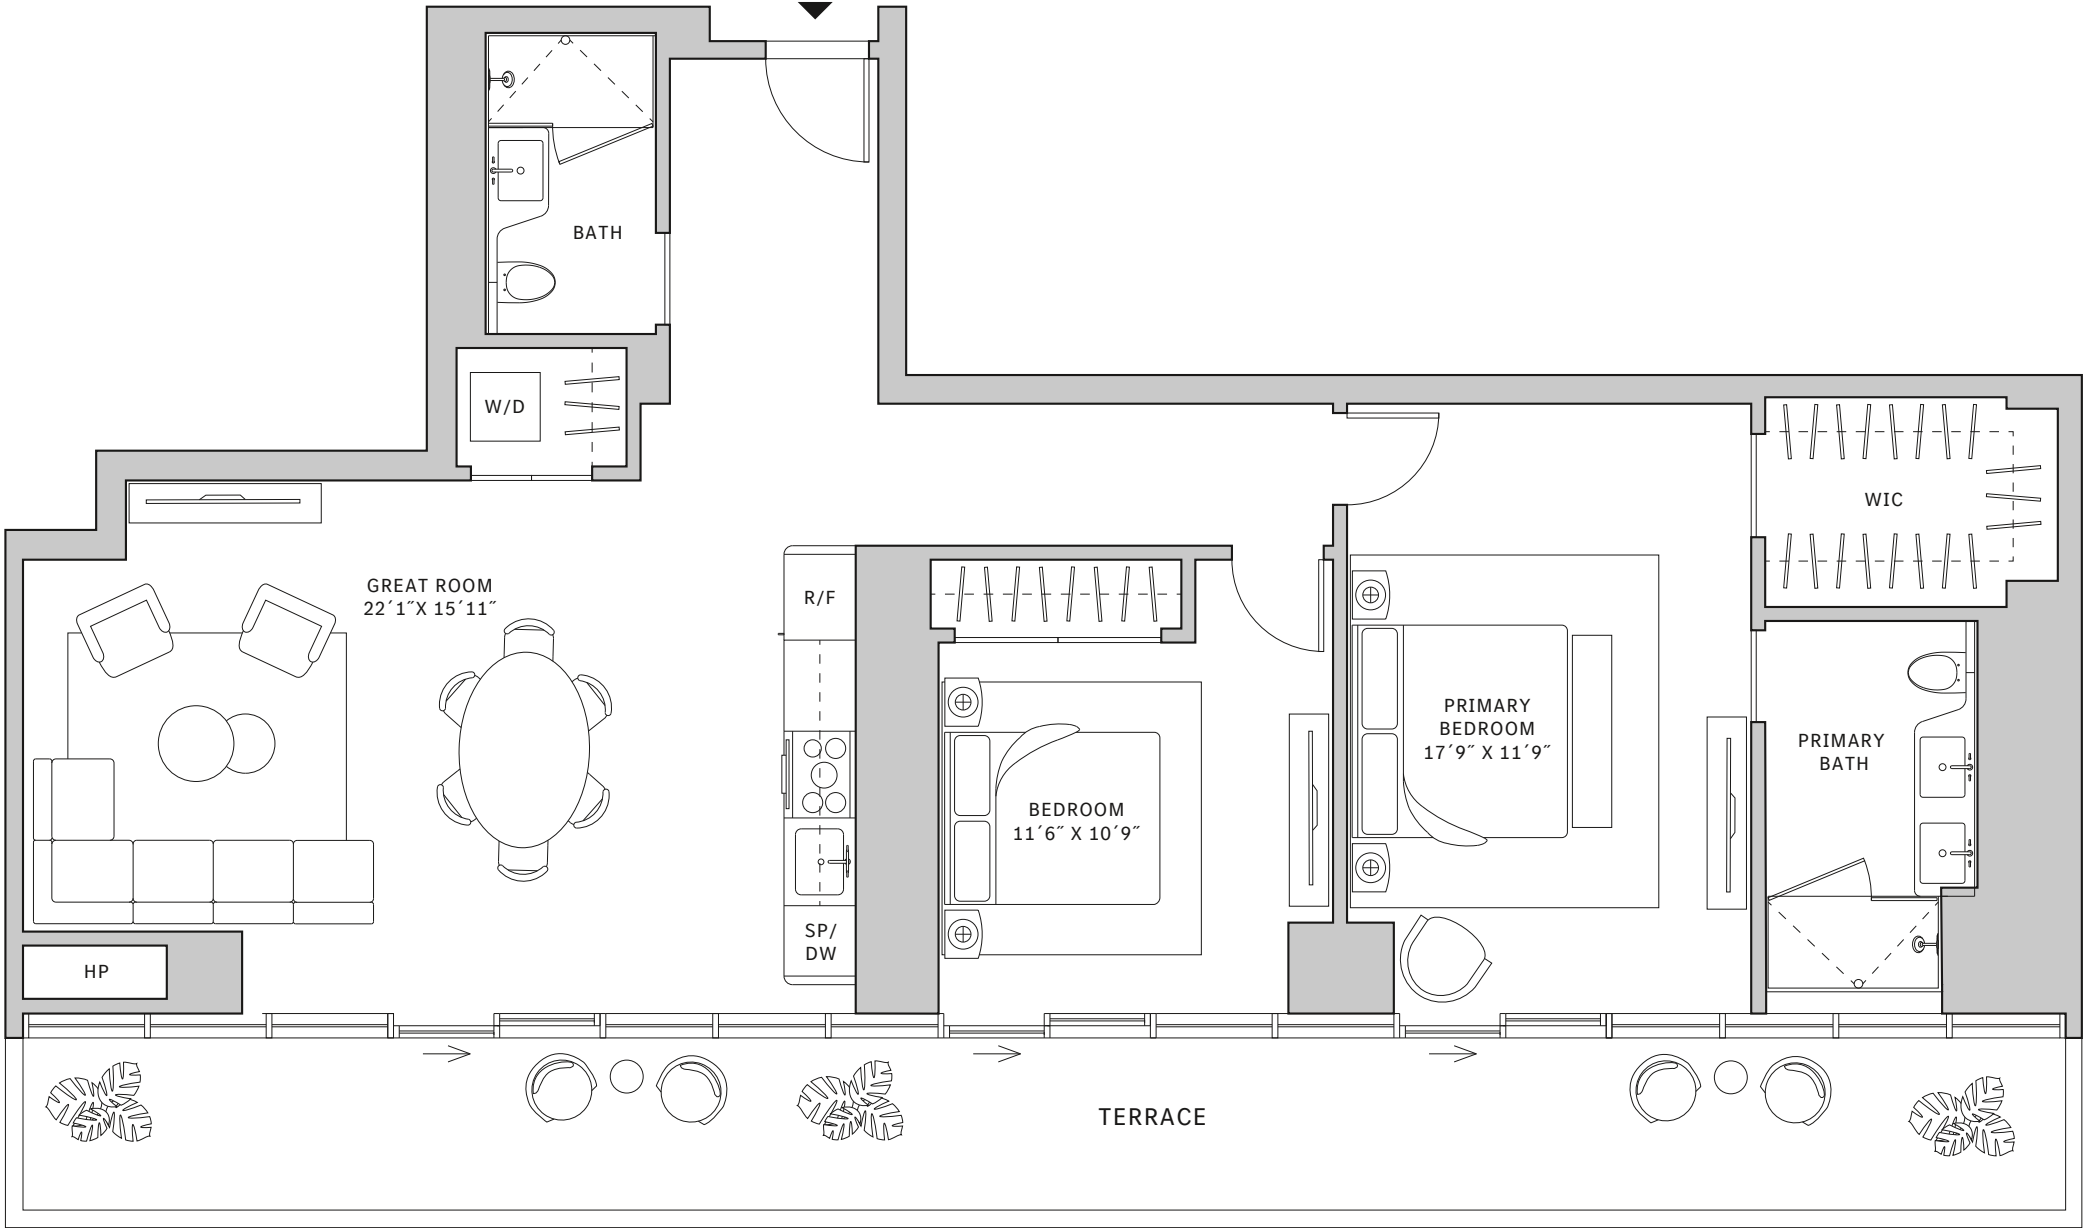 BATH
W/D
WIC
GREAT ROOM
22´1˝X 15´11˝
R/F
PRIMARY
BEDROOM
17´9˝ X 11´9˝
PRIMARY
BATH
BEDROOM
11´6˝ X 10´9˝
SP/
DW
HP
TERRACE